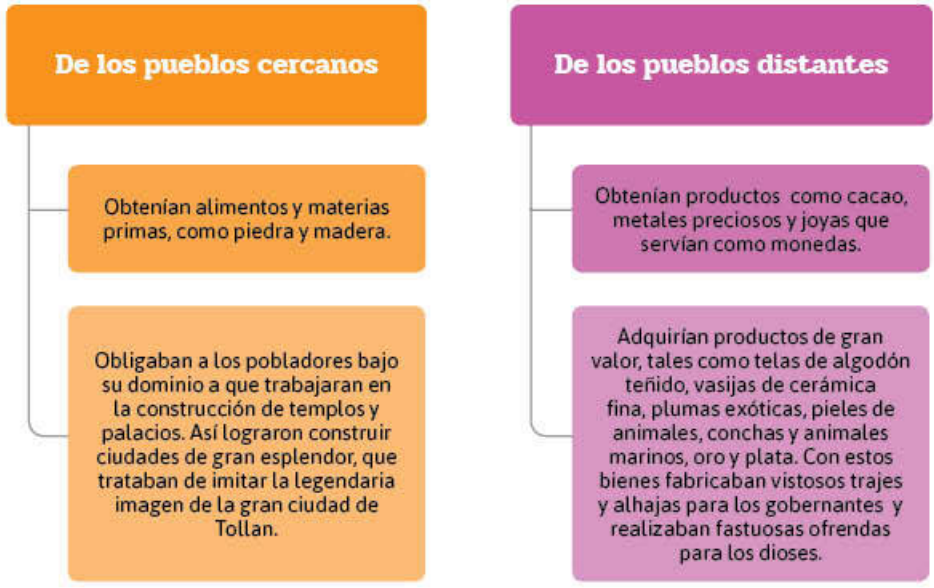 De los pueblos cercanos
Obtenían alimentos y materias
primas, como piedra y madera.
Obligaban a los pobladores bajo
su dominio a que trabajaran en
la construcción de templos y
palacios. Así lograron construir
ciudades de gran esplendor, que
trataban de imitar la legendaria
imagen de la gran ciudad de
Tollan.
De los pueblos distantes
Obtenían productos como cacao,
metales preciosos y joyas que
servían como monedas.
Adquirían productos de gran
valor, tales como telas de algodón
teñido, vasijas de cerámica
fina, plumas exóticas, pieles de
animales, conchas y animales
marinos, oro y plata. Con estos
bienes fabricaban vistosos trajes
y alhajas para los gobernantes y
realizaban fastuosas ofrendas
para los dioses.